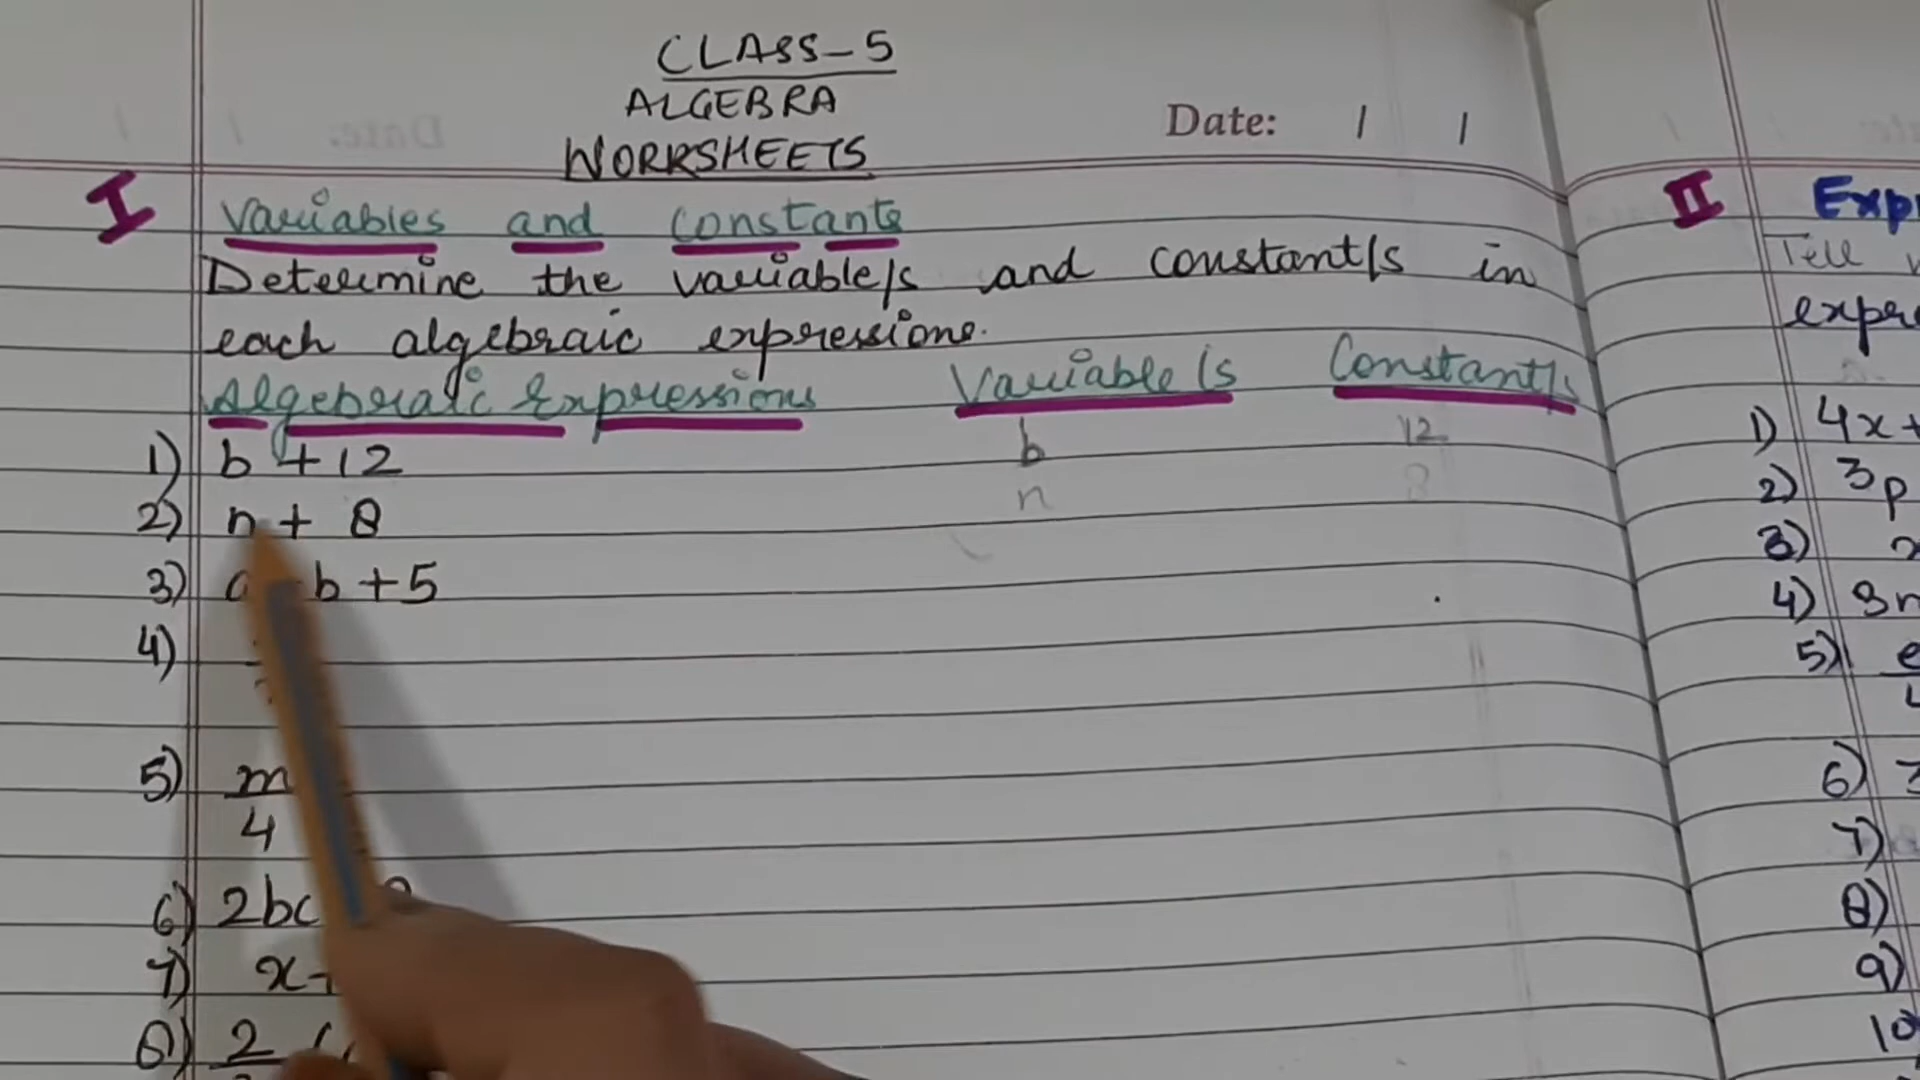 CLASS-5
ALGEBRA
WORKSHEETS
Date: / /
I Variables and Constants
Determine the variable/s and constant/s in
each algebraic expressions.
Algebraic Expressions Variable(s Constant/s
1) b + 12 b 12
2) n + 8 n 8
3) b + 5
4)
5) m
4
6) 2bc
7) x
8) 2
II
Tell
1) 4x+
2) 3p
3)
4)
5) e
6)
7)
8)
9)
10